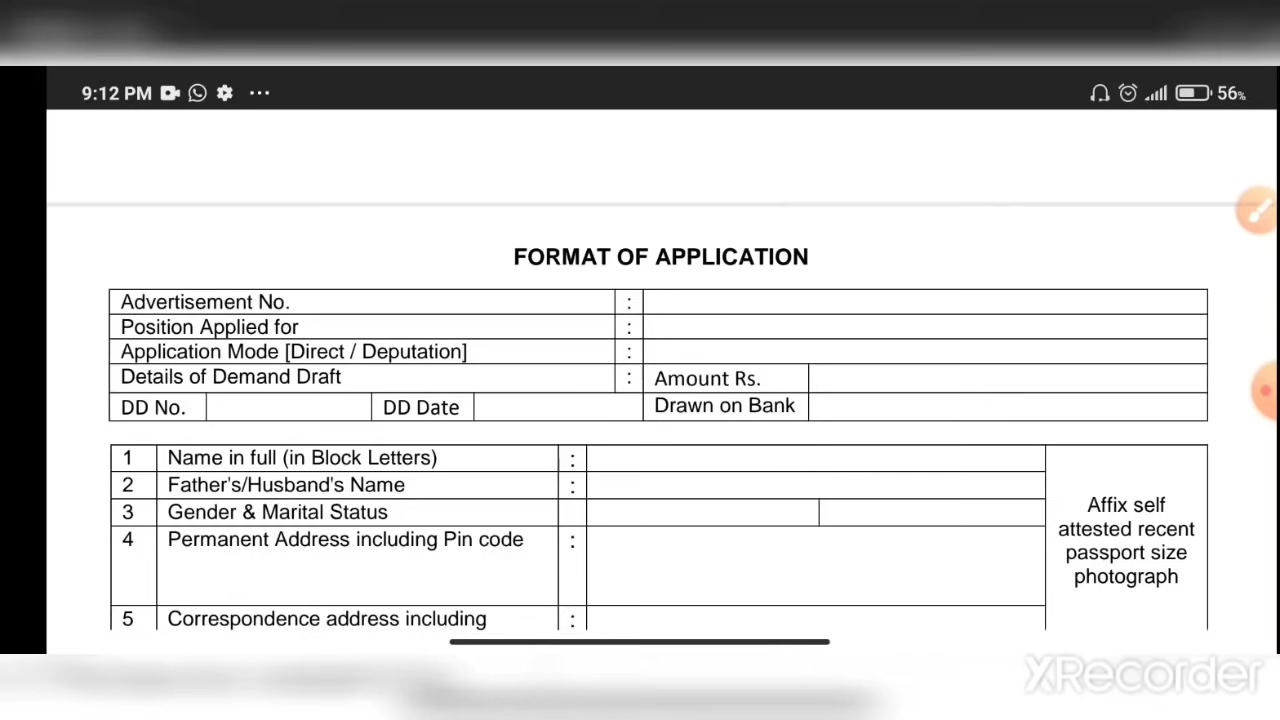 9:12 PM ... 56%
FORMAT OF APPLICATION
Advertisement No. :
Position Applied for :
Application Mode [Direct / Deputation] :
Details of Demand Draft : Amount Rs.
DD No. DD Date Drawn on Bank
1 Name in full (in Block Letters) :
2 Father's/Husband's Name :
3 Gender & Marital Status
4 Permanent Address including Pin code :
5 Correspondence address including :
Affix self
attested recent
passport size
photograph
XRecorder